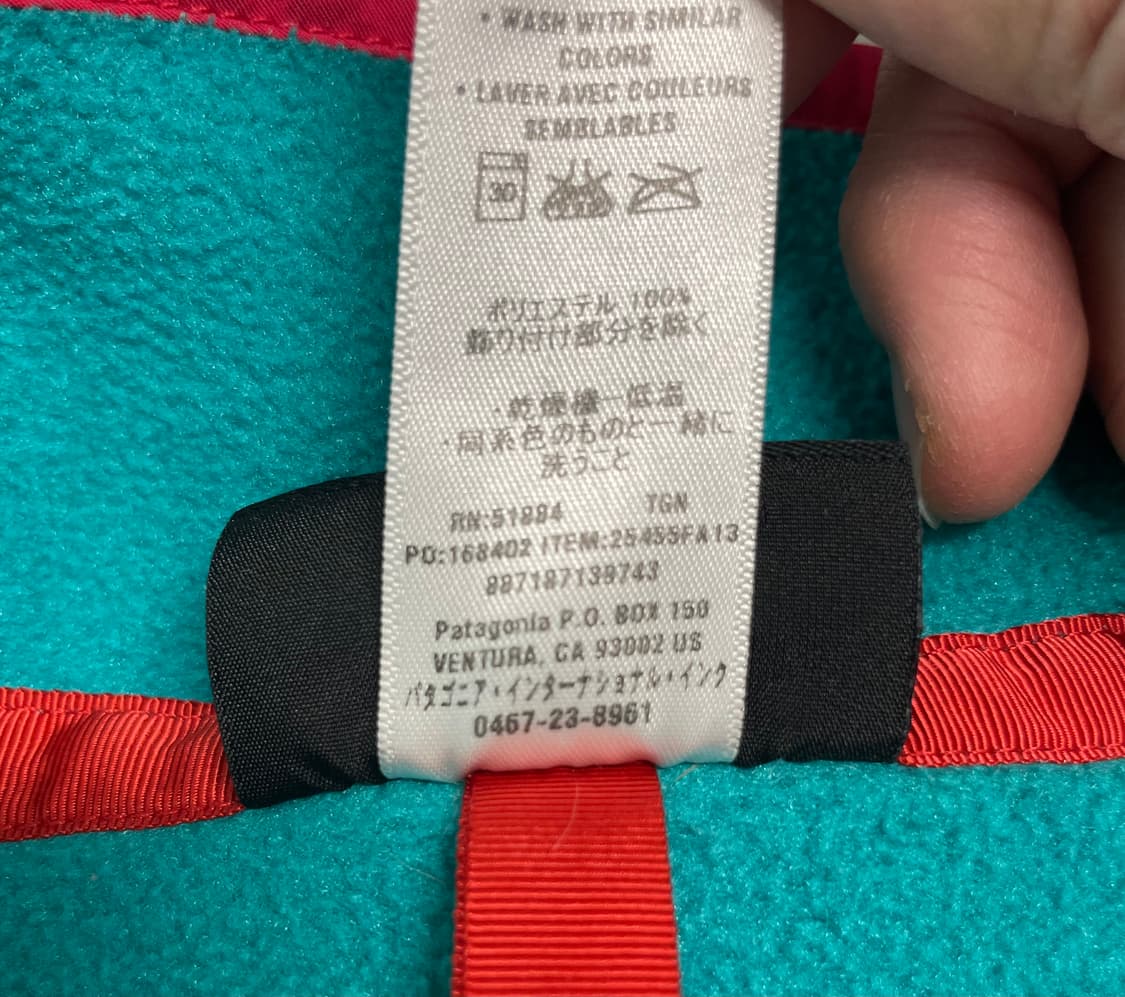 • WASH WITH SIMILAR
COLORS
• LAVER AVEC COULEURS
SEMBLABLES
30
ポリエステル 100%
飾り付け部分を除く
・乾燥機一低温
・同系色のものと一緒に
洗うこと
RN:51884 TGN
PO:168402 ITEM:25455FA13
887187139743
Patagonia P.O. BOX 150
VENTURA, CA 93002 US
パタゴニア・インターナショナル・インク
0467-23-8961